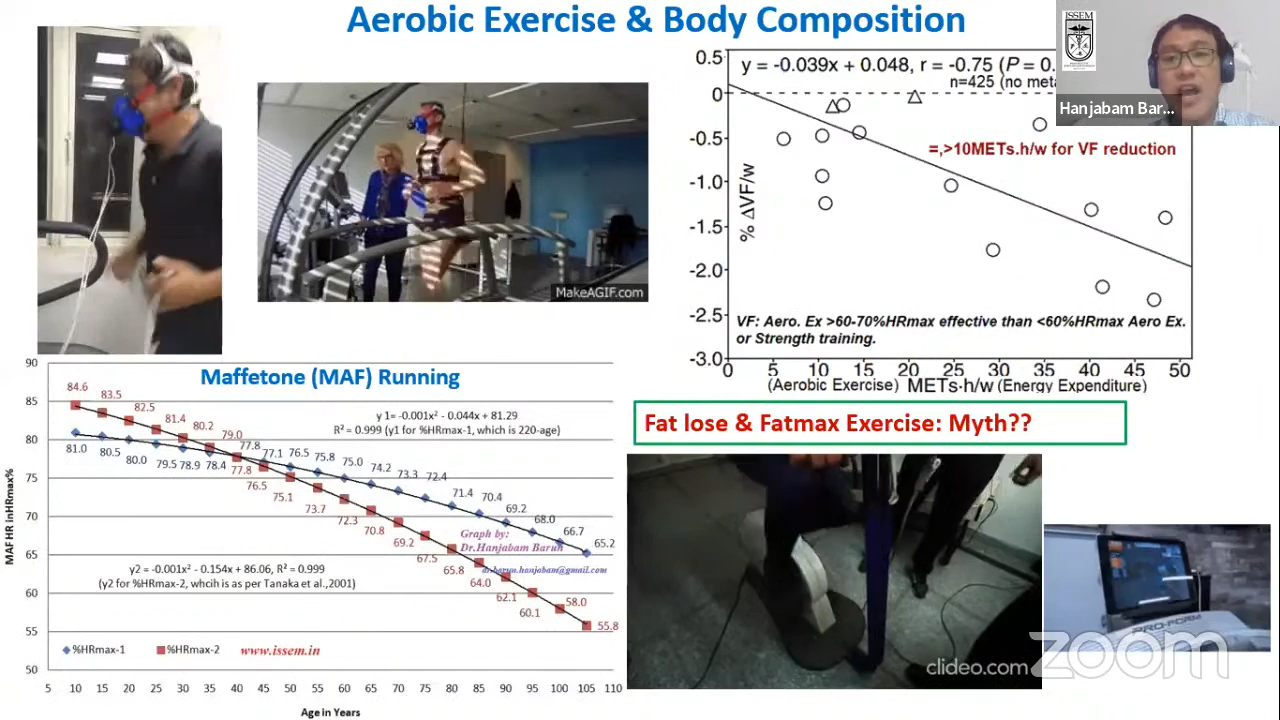 Aerobic Exercise & Body Composition
ISSEM
Hanjabam Bar...
MakeAGIF.com
y = -0.039x + 0.048, r = -0.75 (P = 0.
n=425 (no meta
=,>10METs.h/w for VF reduction
% ΔVF/w
0.5
0
-0.5
-1.0
-1.5
-2.0
-2.5
-3.0
VF: Aero. Ex >60-70%HRmax effective than <60%HRmax Aero Ex.
or Strength training.
0 5 10 15 20 25 30 35 40 45 50
(Aerobic Exercise) METs·h/w (Energy Expenditure)
Maffetone (MAF) Running
y 1= -0.001x² - 0.044x + 81.29
R² = 0.999 (y1 for %HRmax-1, which is 220-age)
MAF HR inHRmax%
90
85
80
75
70
65
60
55
50
84.6 83.5 82.5 81.4 80.2 79.0 77.8 76.5 75.1 73.7 72.3 70.8 69.2 67.5 65.8 64.0 62.1 60.1 58.0 55.8
81.0 80.5 80.0 79.5 78.9 78.4 77.8 77.1 76.5 75.8 75.0 74.2 73.3 72.4 71.4 70.4 69.2 68.0 66.7 65.2
Graph by:
Dr.Hanjabam Barun
dr.barun.hanjabam@gmail.com
y2 = -0.001x² - 0.154x + 86.06, R² = 0.999
(y2 for %HRmax-2, whcih is as per Tanaka et al.,2001)
%HRmax-1 %HRmax-2 www.issem.in
5 10 15 20 25 30 35 40 45 50 55 60 65 70 75 80 85 90 95 100 105 110
Age in Years
Fat lose & Fatmax Exercise: Myth??
clideo.com
PRO-FORM
zoom